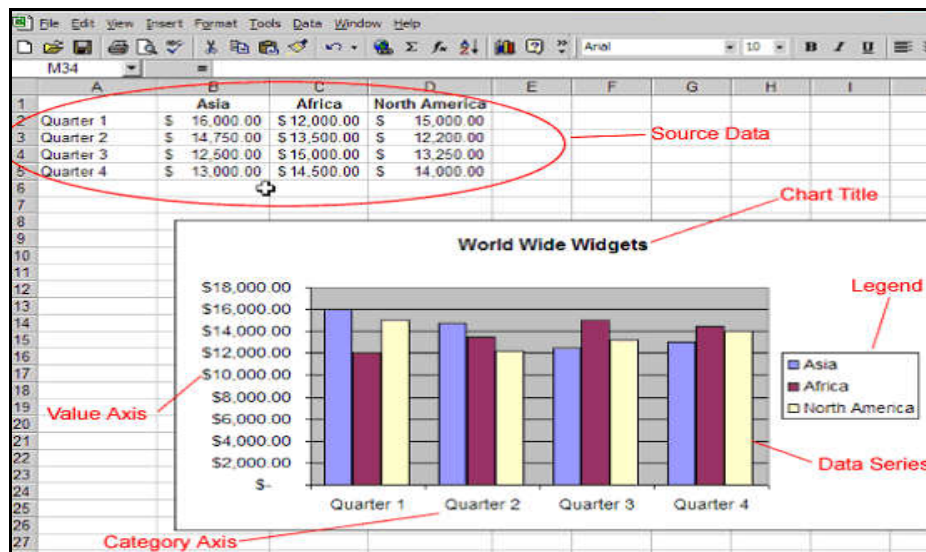 File Edit View Insert Format Tools Data Window Help
Arial 10 B I U
M34 =
A B C D E F G H I
1 Asia Africa North America
2 Quarter 1 $ 16,000.00 $12,000.00 $ 15,000.00
3 Quarter 2 $ 14,750.00 $13,500.00 $ 12,200.00
4 Quarter 3 $ 12,500.00 $15,000.00 $ 13,250.00
5 Quarter 4 $ 13,000.00 $14,500.00 $ 14,000.00
Source Data
6
7
Chart Title
8
9
10
11
12
13
14
15
16
17
18
19
20
21
22
23
24
25
26
27
World Wide Widgets
$18,000.00
$16,000.00
$14,000.00
$12,000.00
$10,000.00
$8,000.00
$6,000.00
$4,000.00
$2,000.00
$-
Value Axis
Quarter 1 Quarter 2 Quarter 3 Quarter 4
Category Axis
Legend
Asia
Africa
North America
Data Series